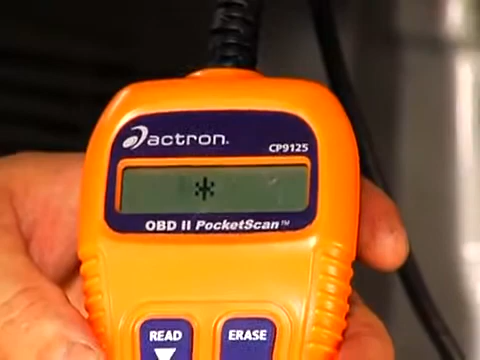 actron.
CP9125
*
OBD II PocketScan™
READ
ERASE